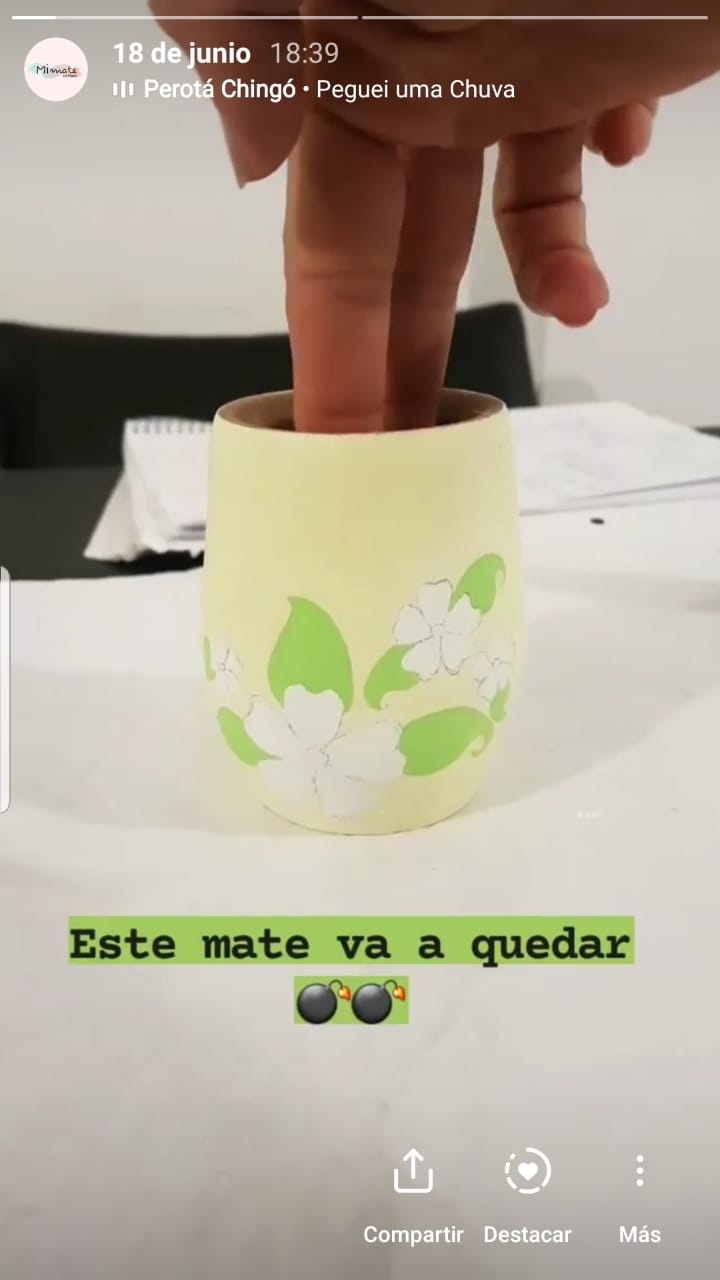 Mimate
18 de junio 18:39
Perotá Chingó • Peguei uma Chuva
Este mate va a quedar
💣💣
Compartir Destacar Más